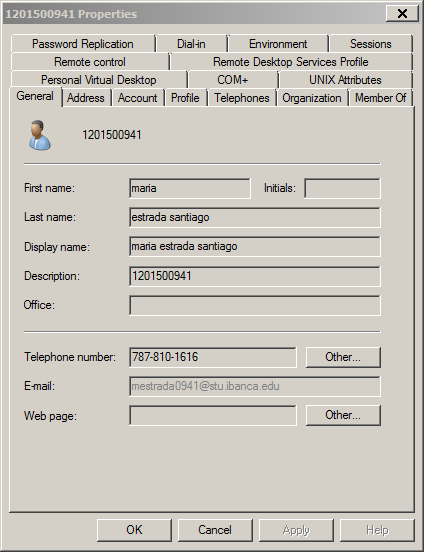 1201500941 Properties
Password Replication Dial-in Environment Sessions
Remote control Remote Desktop Services Profile
Personal Virtual Desktop COM+ UNIX Attributes
General Address Account Profile Telephones Organization Member Of
1201500941
First name: maria Initials:
Last name: estrada santiago
Display name: maria estrada santiago
Description: 1201500941
Office:
Telephone number: 787-810-1616 Other...
E-mail: mestrada0941@stu.ibanca.edu
Web page: Other...
OK Cancel Apply Help